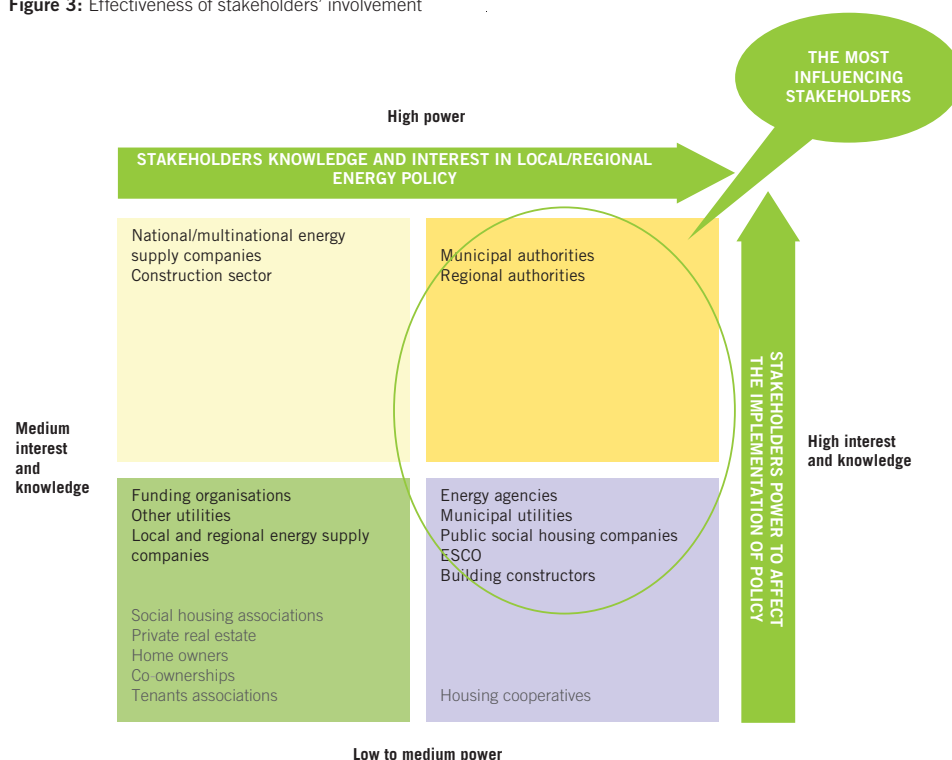 Figure 3: Effectiveness of stakeholders' involvement
THE MOST
INFLUENCING
STAKEHOLDERS
High power
STAKEHOLDERS KNOWLEDGE AND INTEREST IN LOCAL/REGIONAL
ENERGY POLICY
National/multinational energy
supply companies
Construction sector
Municipal authorities
Regional authorities
Medium
interest
and
knowledge
STAKEHOLDERS POWER TO AFFECT
THE IMPLEMENTATION OF POLICY
High interest
and knowledge
Funding organisations
Other utilities
Local and regional energy supply
companies
Social housing associations
Private real estate
Home owners
Co-ownerships
Tenants associations
Energy agencies
Municipal utilities
Public social housing companies
ESCO
Building constructors
Housing cooperatives
Low to medium power